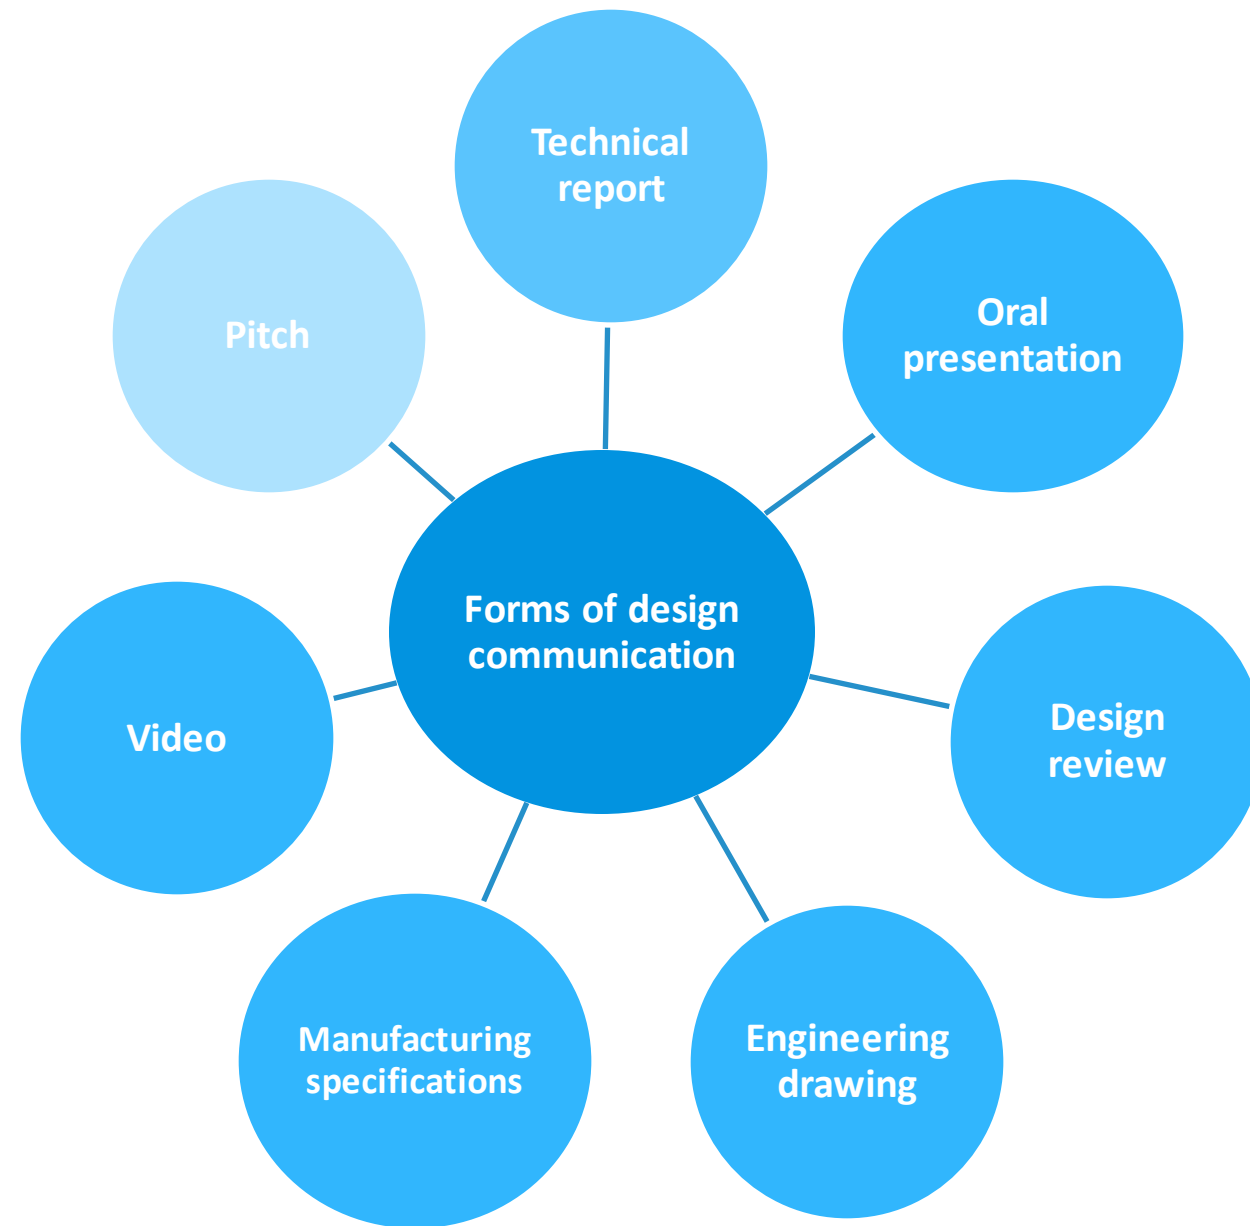 Technical
report
Pitch
Oral
presentation
Forms of design
communication
Video
Design
review
Manufacturing
specifications
Engineering
drawing